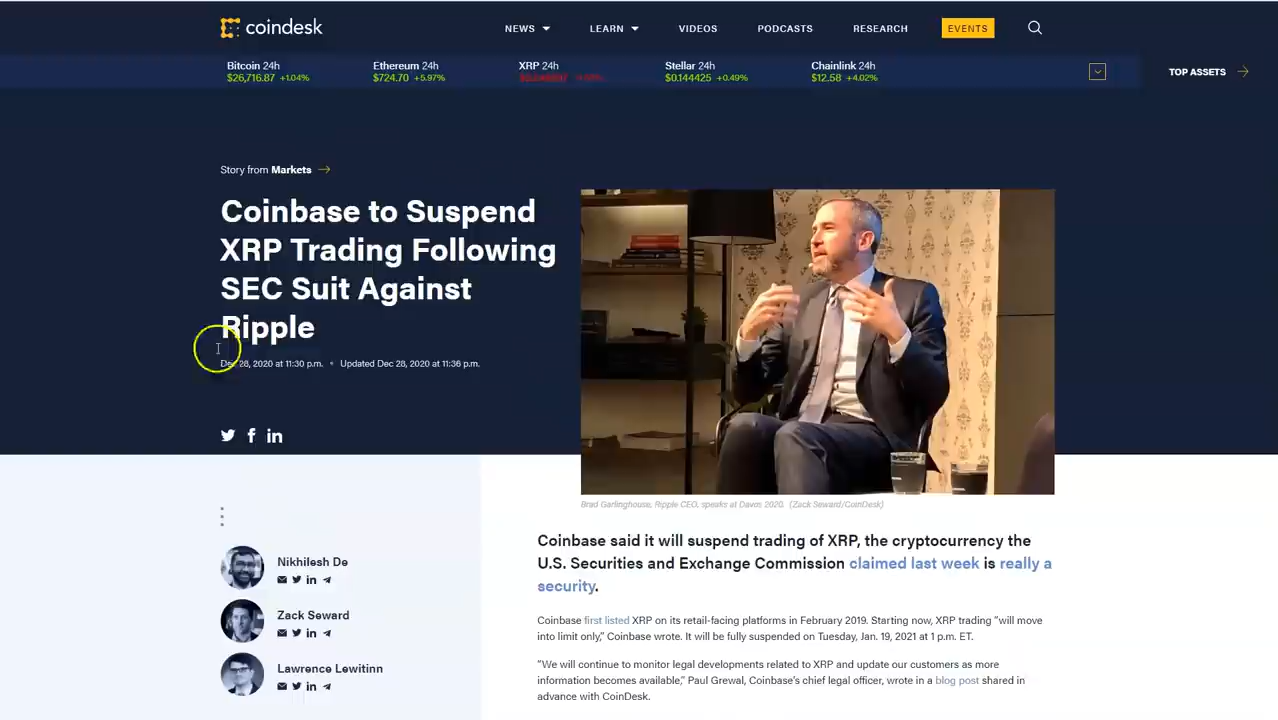 coindesk
NEWS LEARN VIDEOS PODCASTS RESEARCH EVENTS
Bitcoin 24h Ethereum 24h XRP 24h Stellar 24h Chainlink 24h
$26,716.87 +1.04% $724.70 +5.97% $0.144425 +0.49% $12.58 +4.02%
TOP ASSETS
Story from Markets
Coinbase to Suspend
XRP Trading Following
SEC Suit Against
Ripple
Dec 28, 2020 at 11:30 p.m. • Updated Dec 28, 2020 at 11:36 p.m.
Brad Garlinghouse, Ripple CEO, speaks at Davos 2020. (Zack Seward/CoinDesk)
Nikhilesh De
Zack Seward
Lawrence Lewitinn
Coinbase said it will suspend trading of XRP, the cryptocurrency the
U.S. Securities and Exchange Commission claimed last week is really a
security.
Coinbase first listed XRP on its retail-facing platforms in February 2019. Starting now, XRP trading “will move
into limit only,” Coinbase wrote. It will be fully suspended on Tuesday, Jan. 19, 2021 at 1 p.m. ET.
“We will continue to monitor legal developments related to XRP and update our customers as more
information becomes available,” Paul Grewal, Coinbase’s chief legal officer, wrote in a blog post shared in
advance with CoinDesk.